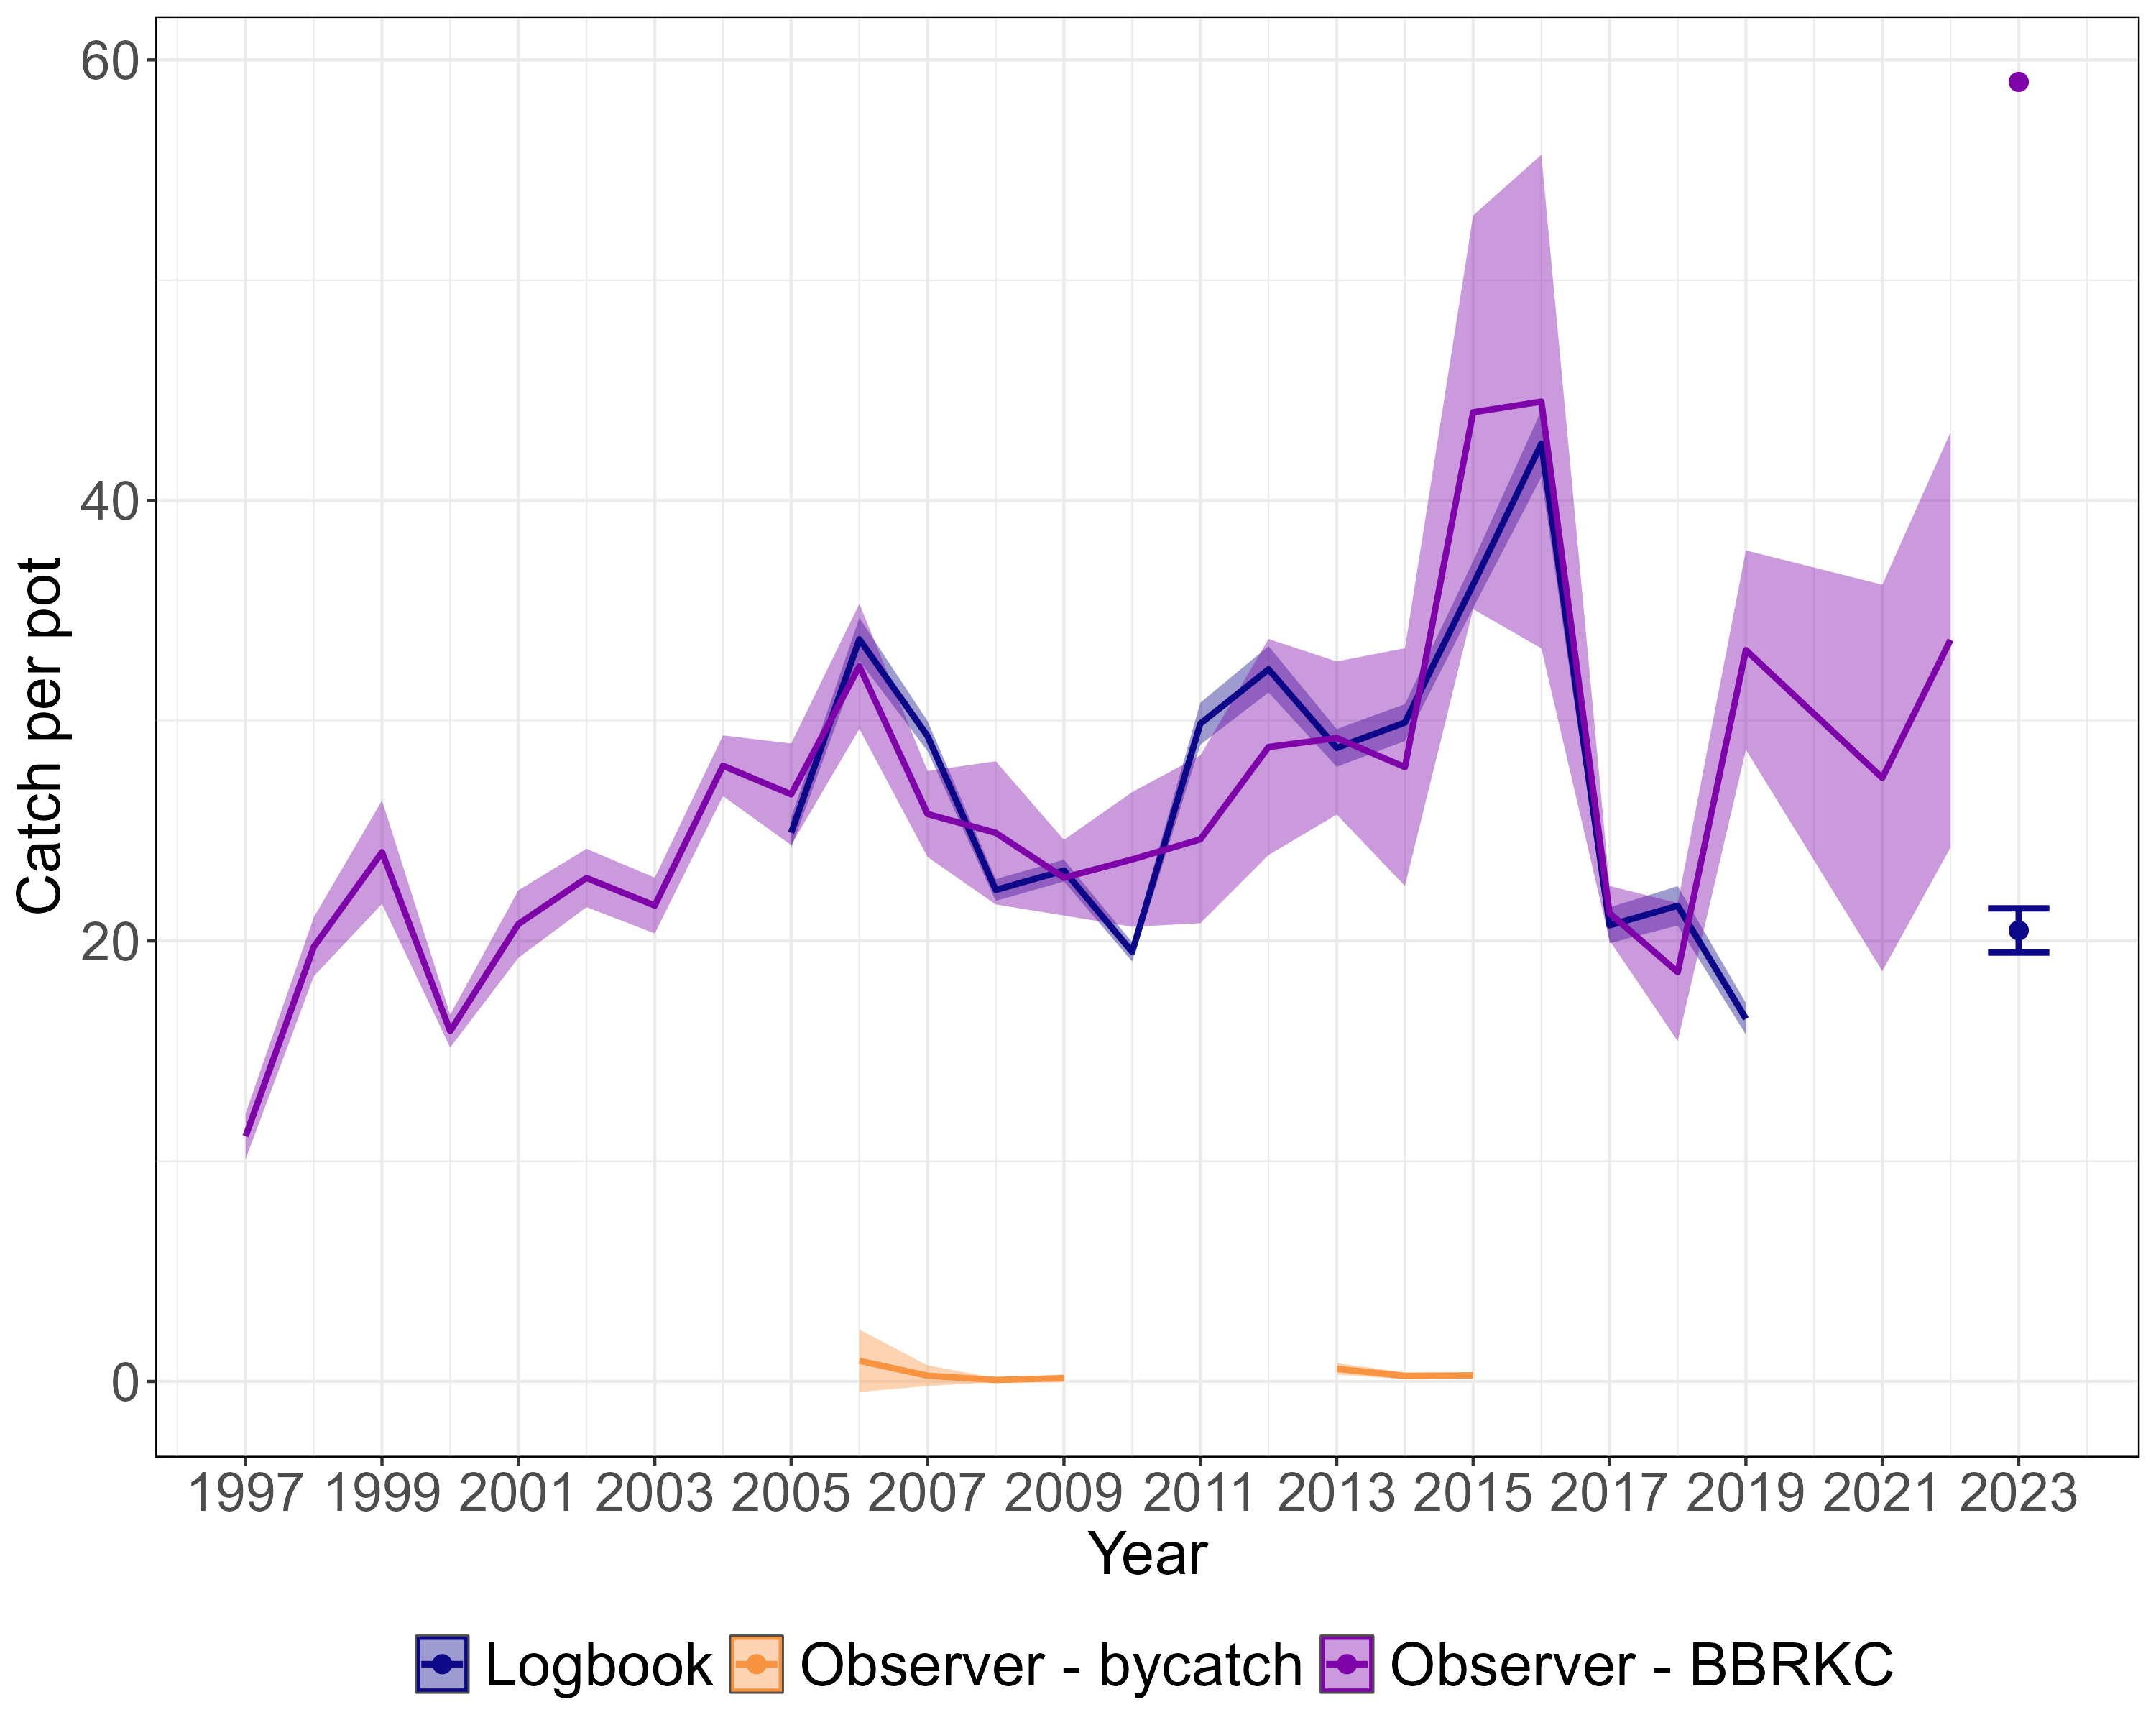 Catch per pot
60
40
20
0
1997 1999 2001 2003 2005 2007 2009 2011 2013 2015 2017 2019 2021 2023
Year
Logbook Observer - bycatch Observer - BBRKC